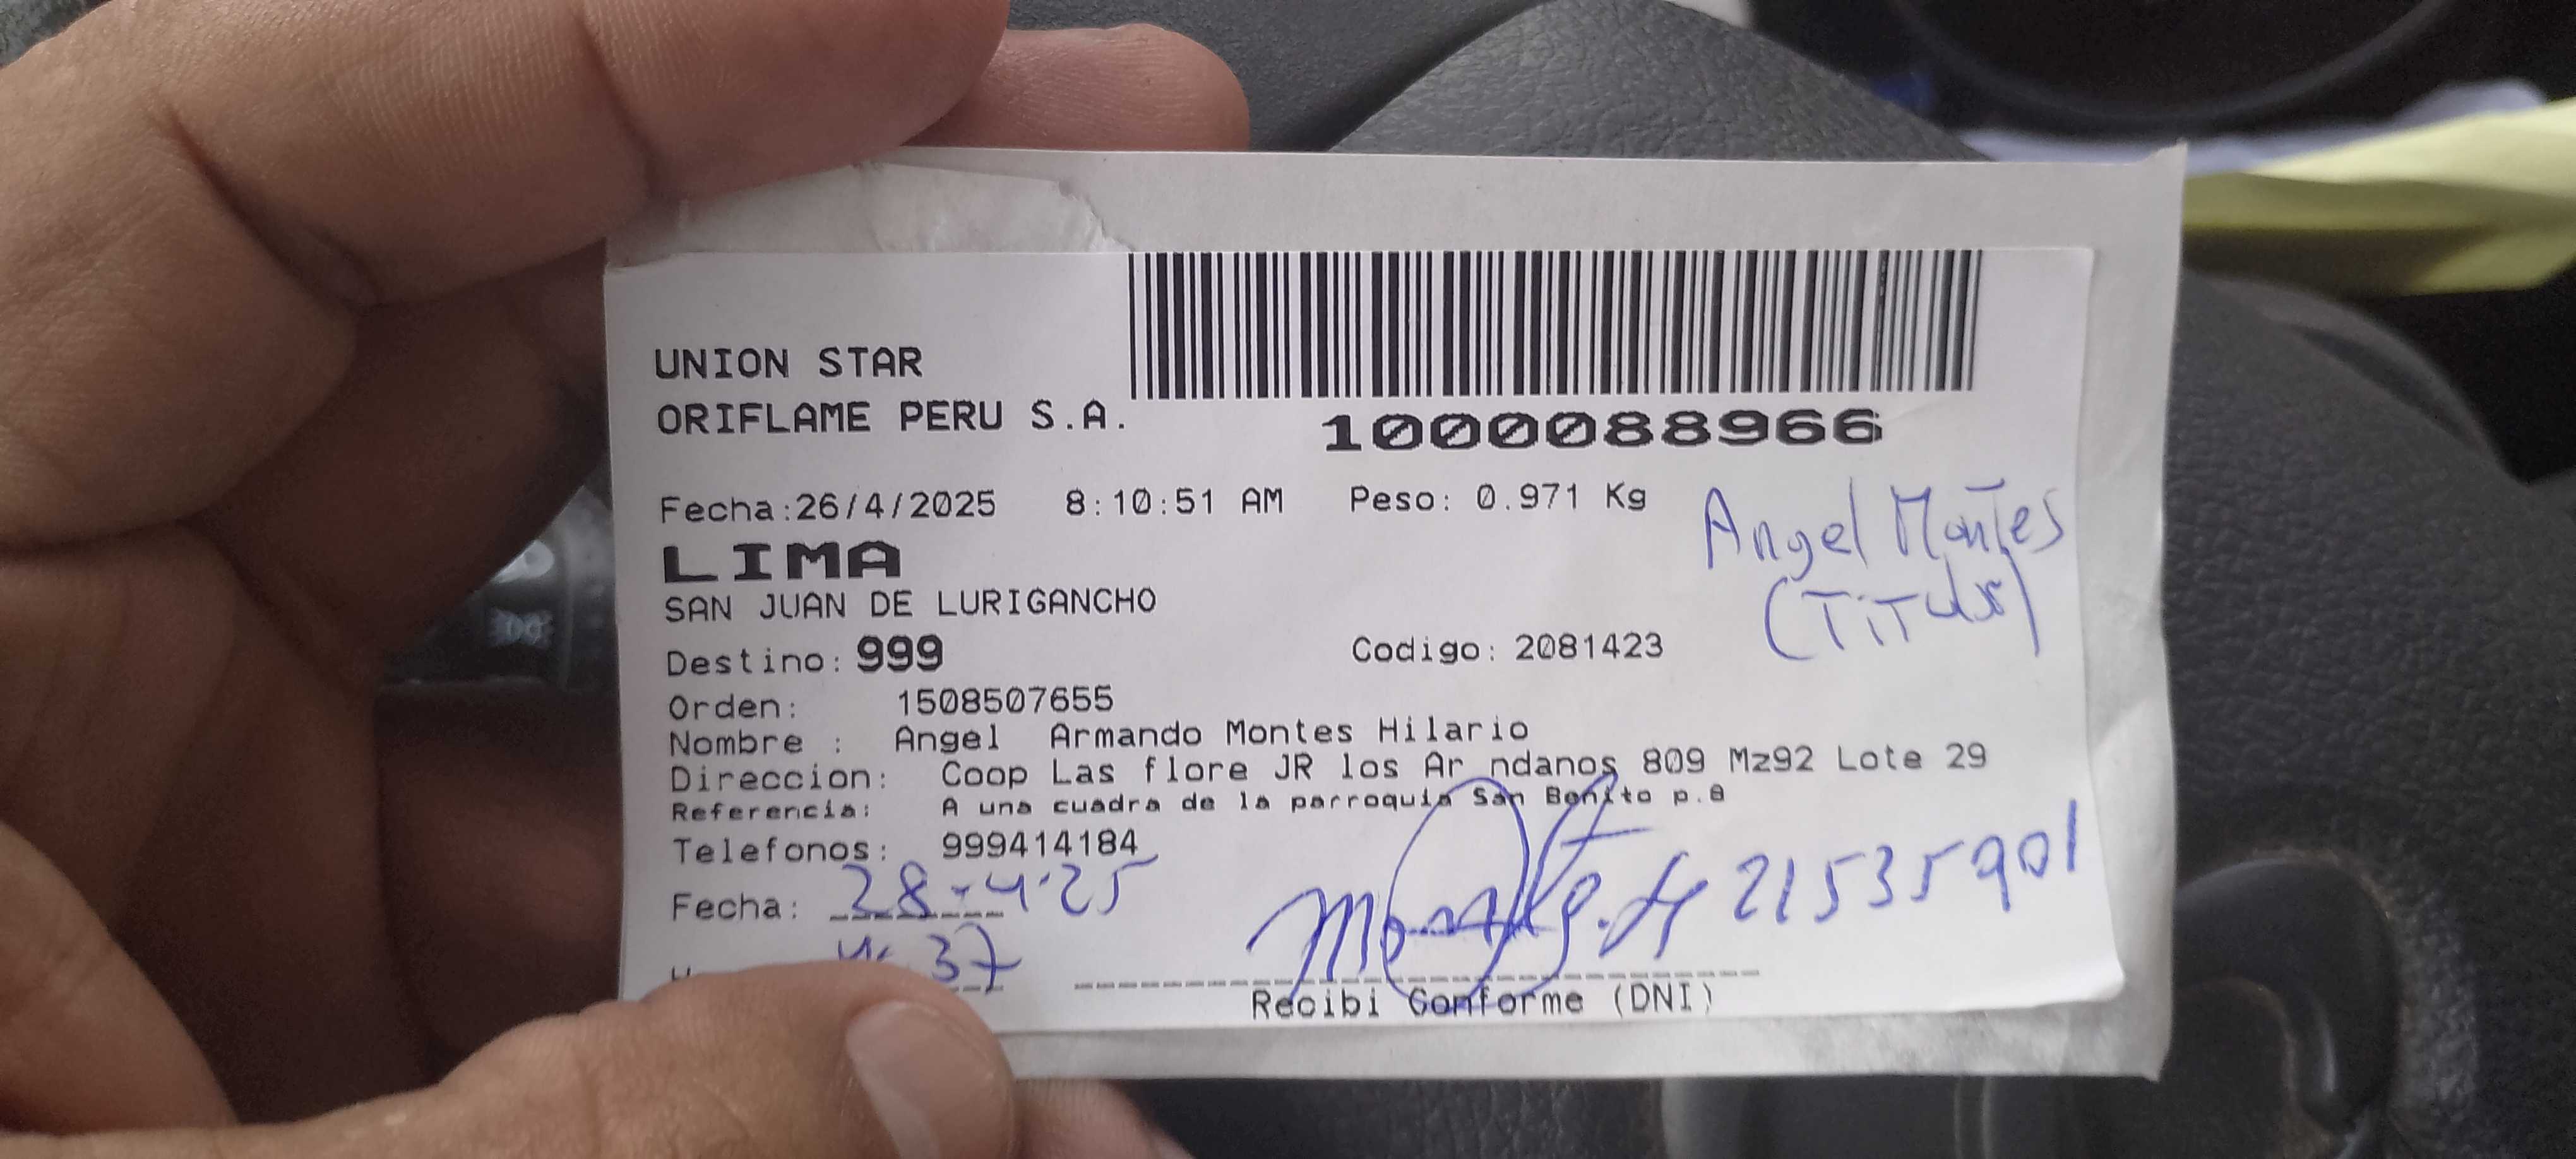 UNION STAR
ORIFLAME PERU S.A.
1000088966
Fecha:26/4/2025 8:10:51 AM Peso: 0.971 Kg
Angel Montes
(TiTular)
LIMA
SAN JUAN DE LURIGANCHO
Destino: 999 Codigo: 2081423
Orden: 1508507655
Nombre : Angel Armando Montes Hilario
Direccion: Coop Las flore JR los Ar ndanos 809 Mz92 Lote 29
Referencia: A una cuadra de la parroquia San Benito p.a
Telefonos: 999414184
Fecha: 28-4-25
21535901
37
Recibi Conforme (DNI)